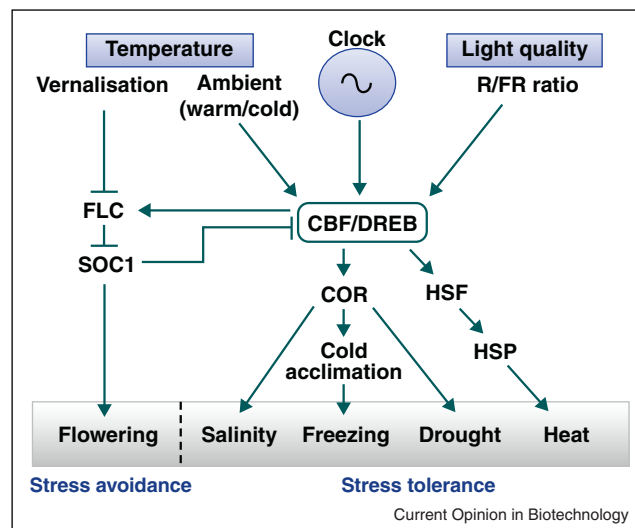 Temperature
Clock
Light quality
Vernalisation
Ambient
(warm/cold)
R/FR ratio
FLC
CBF/DREB
SOC1
COR
HSF
Cold
acclimation
HSP
Flowering
Salinity
Freezing
Drought
Heat
Stress avoidance
Stress tolerance
Current Opinion in Biotechnology